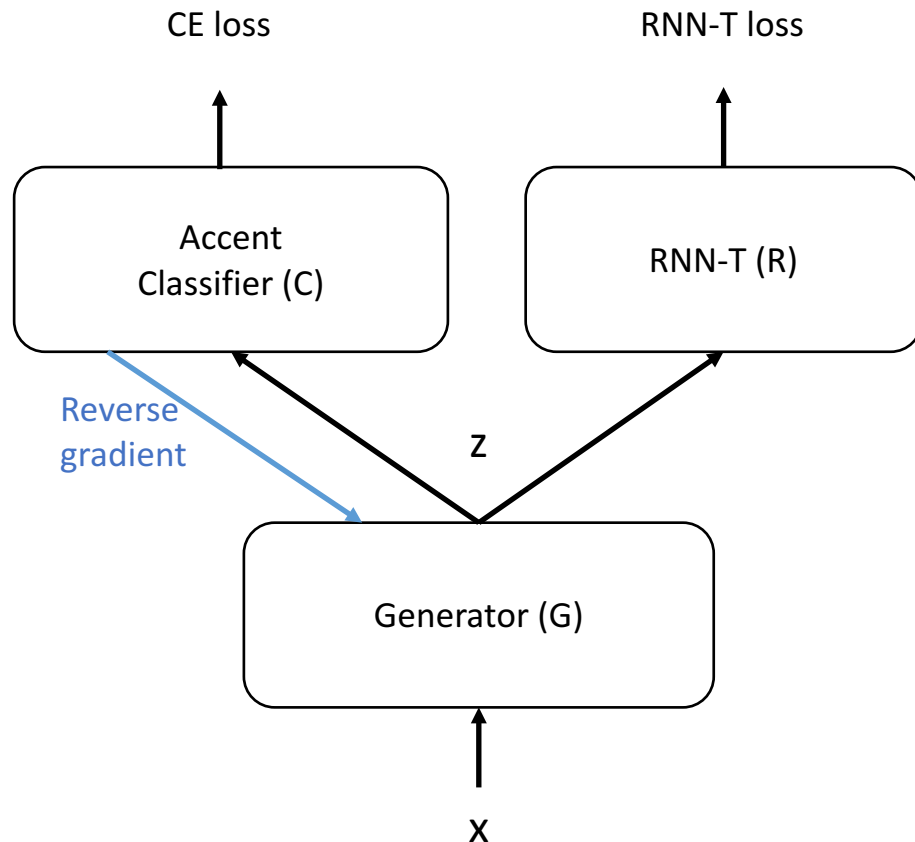 CE loss
RNN-T loss
Accent
Classifier (C)
RNN-T (R)
Reverse
gradient
z
Generator (G)
x